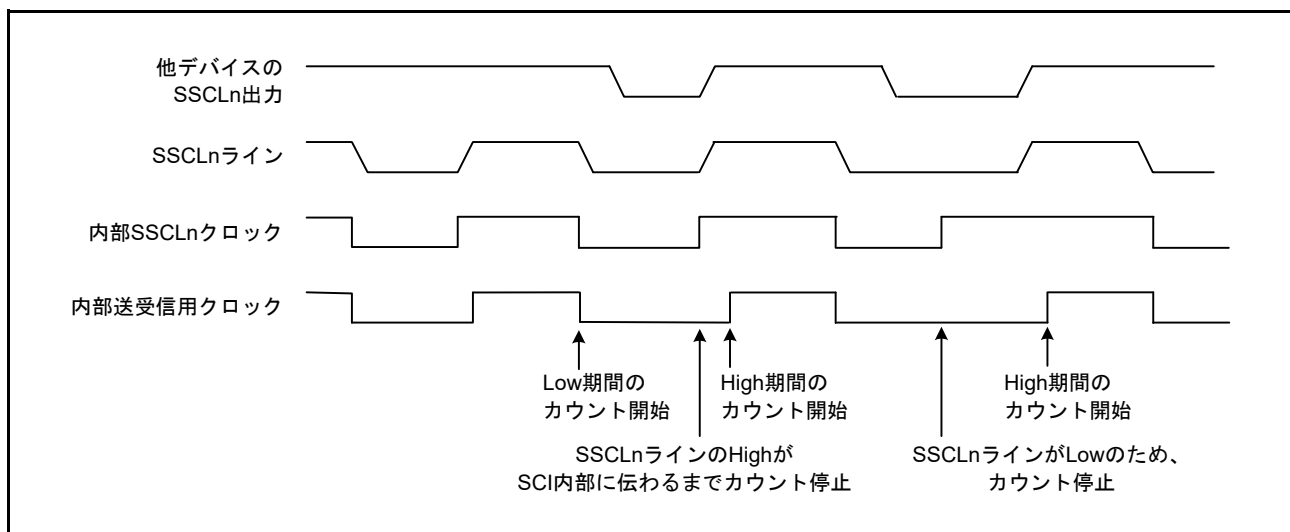 他デバイスの
SSCLn出力
SSCLnライン
内部SSCLnクロック
内部送受信用クロック
Low期間の
カウント開始
High期間の
カウント開始
High期間の
カウント開始
SSCLnラインのHighが
SCI内部に伝わるまでカウント停止
SSCLnラインがLowのため、
カウント停止